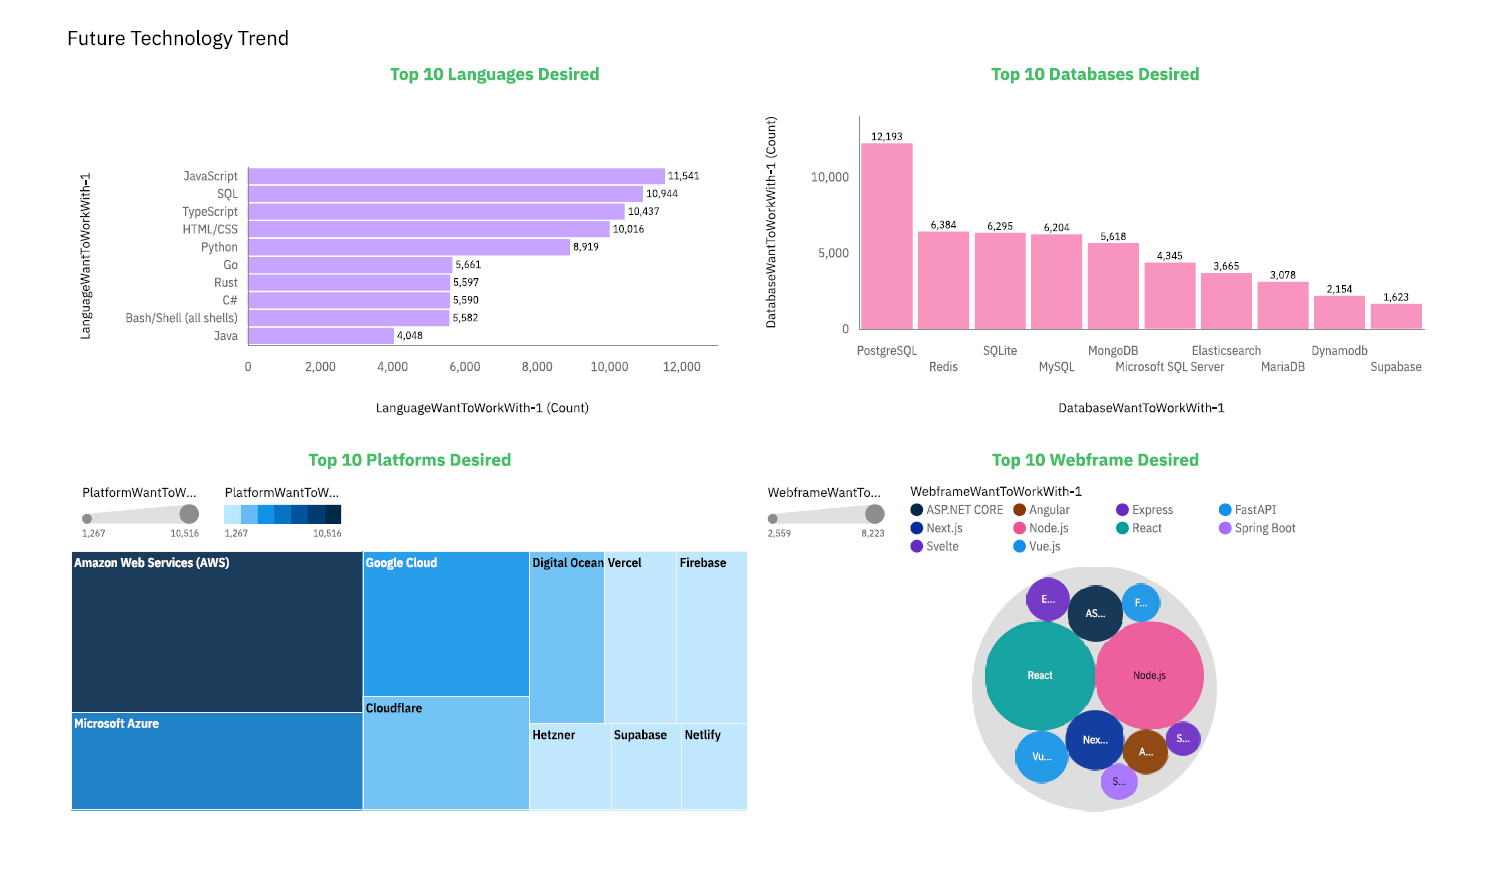 Future Technology Trend
Top 10 Languages Desired
LanguageWantToWorkWith-1
JavaScript 11,541
SQL 10,944
TypeScript 10,437
HTML/CSS 10,016
Python 8,919
Go 5,661
Rust 5,597
C# 5,590
Bash/Shell (all shells) 5,582
Java 4,048
0 2,000 4,000 6,000 8,000 10,000 12,000
LanguageWantToWorkWith-1 (Count)
Top 10 Databases Desired
DatabaseWantToWorkWith-1 (Count)
10,000
5,000
0
12,193 6,384 6,295 6,204 5,618 4,345 3,665 3,078 2,154 1,623
PostgreSQL SQLite MongoDB Elasticsearch Dynamodb
Redis MySQL Microsoft SQL Server MariaDB Supabase
DatabaseWantToWorkWith-1
Top 10 Platforms Desired
PlatformWantToW... PlatformWantToW...
1,267 10,516 1,267 10,516
Amazon Web Services (AWS) Google Cloud Digital Ocean Vercel Firebase
Microsoft Azure Cloudflare Hetzner Supabase Netlify
Top 10 Webframe Desired
WebframeWantTo...
2,559 8,223
WebframeWantToWorkWith-1
ASP.NET CORE Angular Express FastAPI
Next.js Node.js React Spring Boot
Svelte Vue.js
E... AS... F...
React Node.js
Nex... S...
Vu... A...
S...